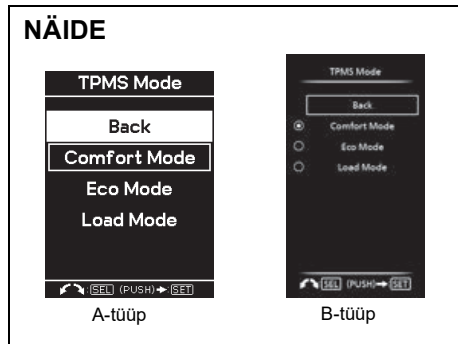 NÄIDE
TPMS Mode
Back
Comfort Mode
Eco Mode
Load Mode
:SEL (PUSH)➔SET
A-tüüp
TPMS Mode
Back
Comfort Mode
Eco Mode
Load Mode
SEL (PUSH)➔SET
B-tüüp